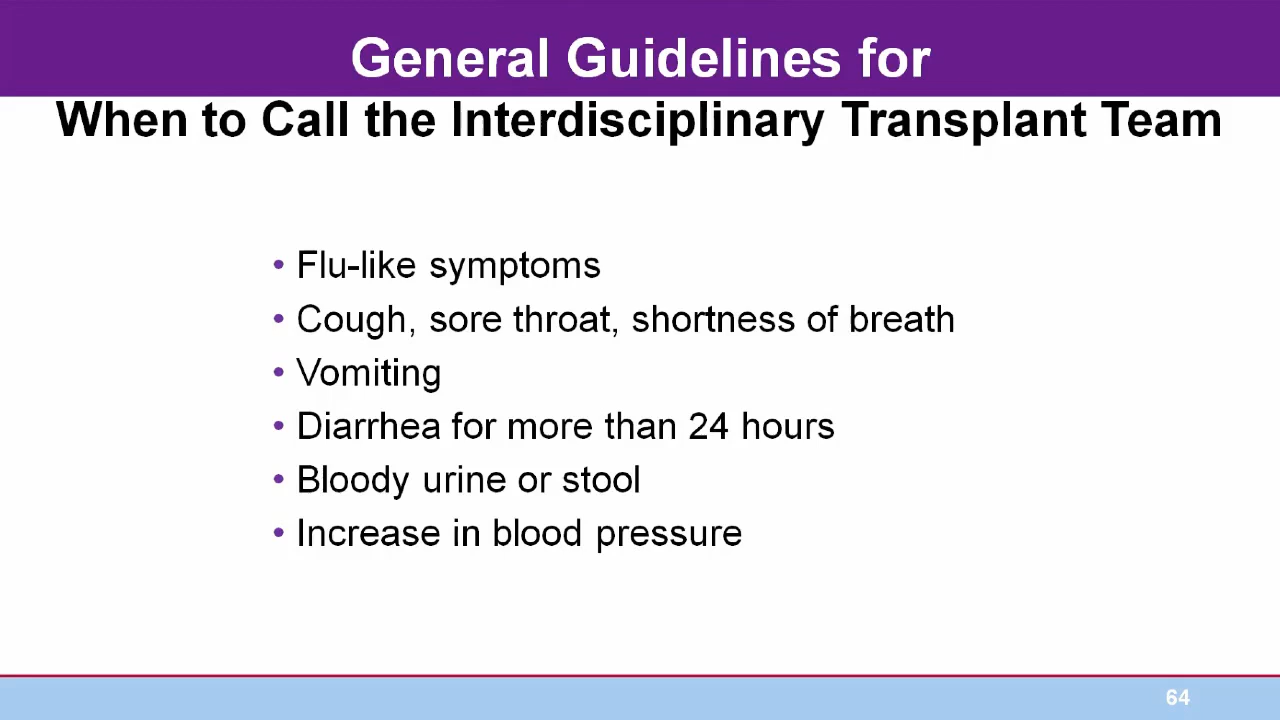 General Guidelines for
When to Call the Interdisciplinary Transplant Team
• Flu-like symptoms
• Cough, sore throat, shortness of breath
• Vomiting
• Diarrhea for more than 24 hours
• Bloody urine or stool
• Increase in blood pressure
64